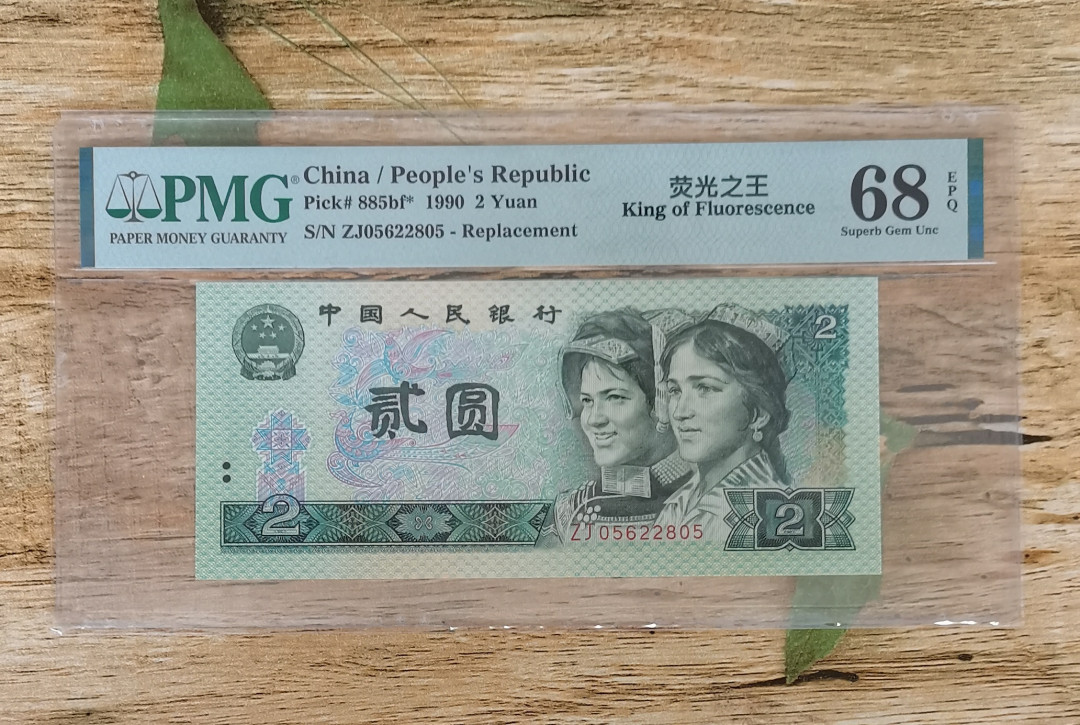 PMG®
PAPER MONEY GUARANTY
China / People's Republic
Pick# 885bf* 1990 2 Yuan
S/N ZJ05622805 - Replacement
荧光之王
King of Fluorescence
68
EPQ
Superb Gem Unc
中国人民银行
2
贰圆
2
2
ZJ05622805